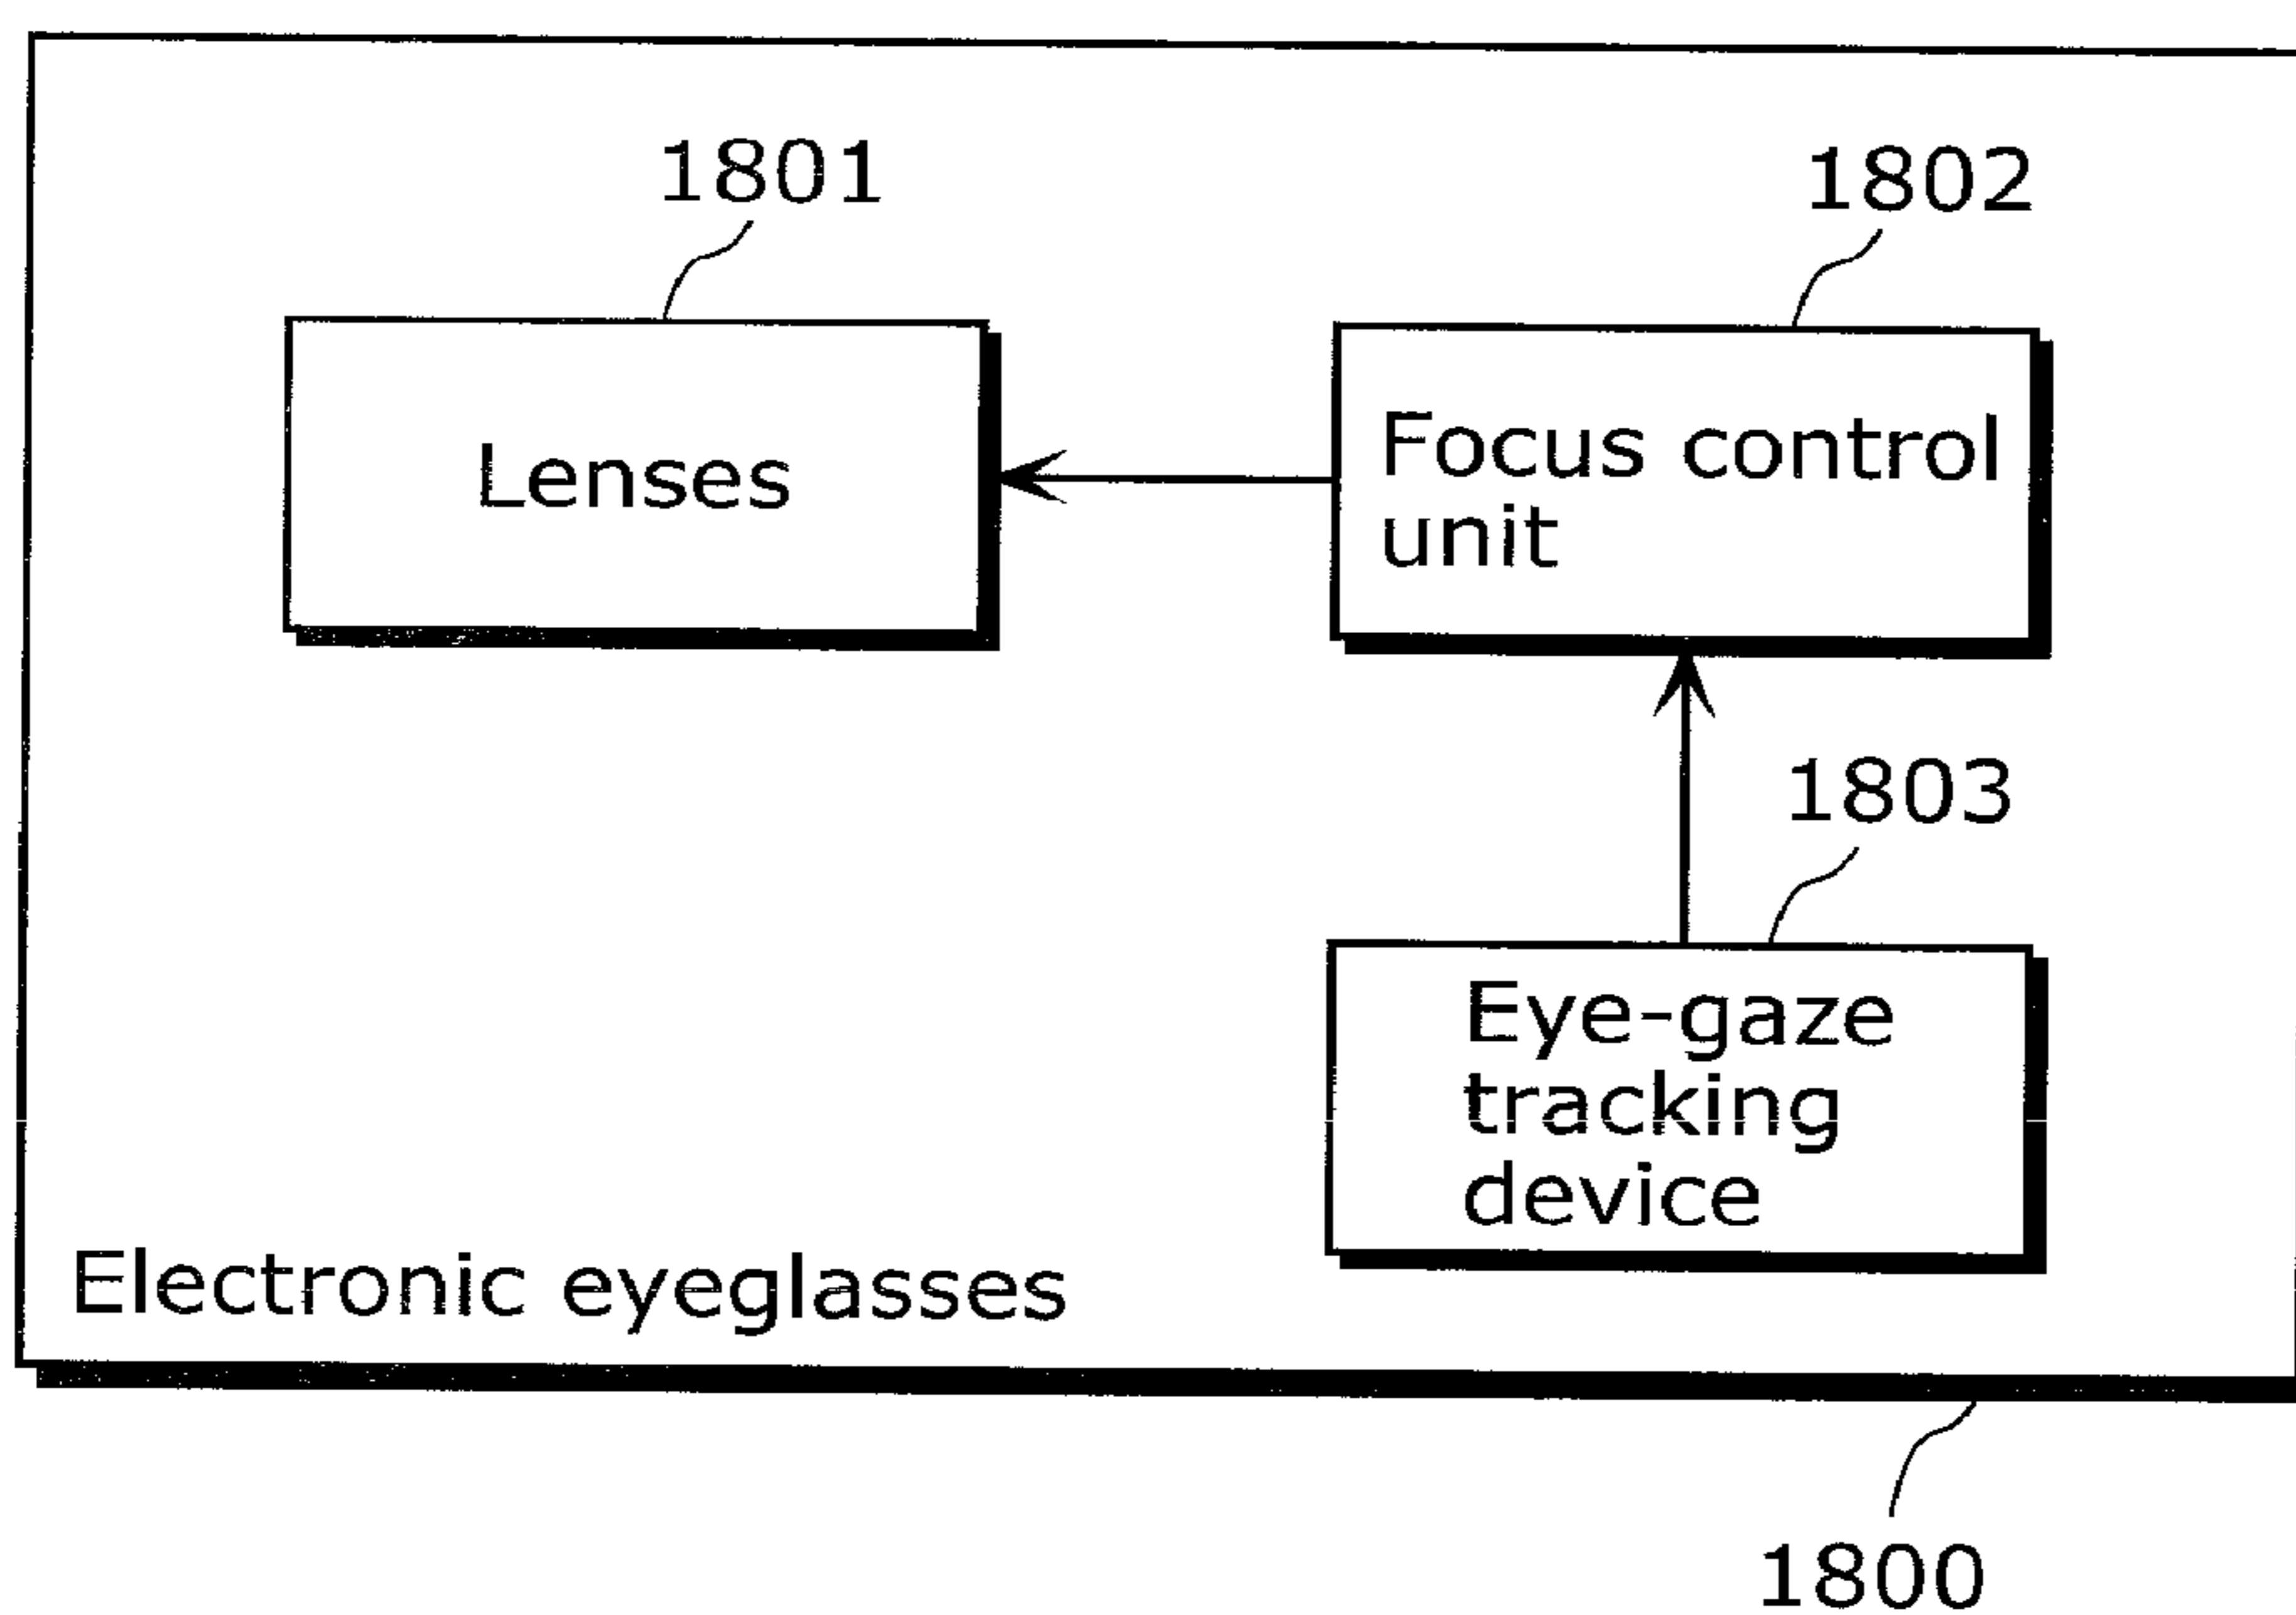 1801
1802
Lenses
Focus control
unit
1803
Eye-gaze
tracking
device
Electronic eyeglasses
1800